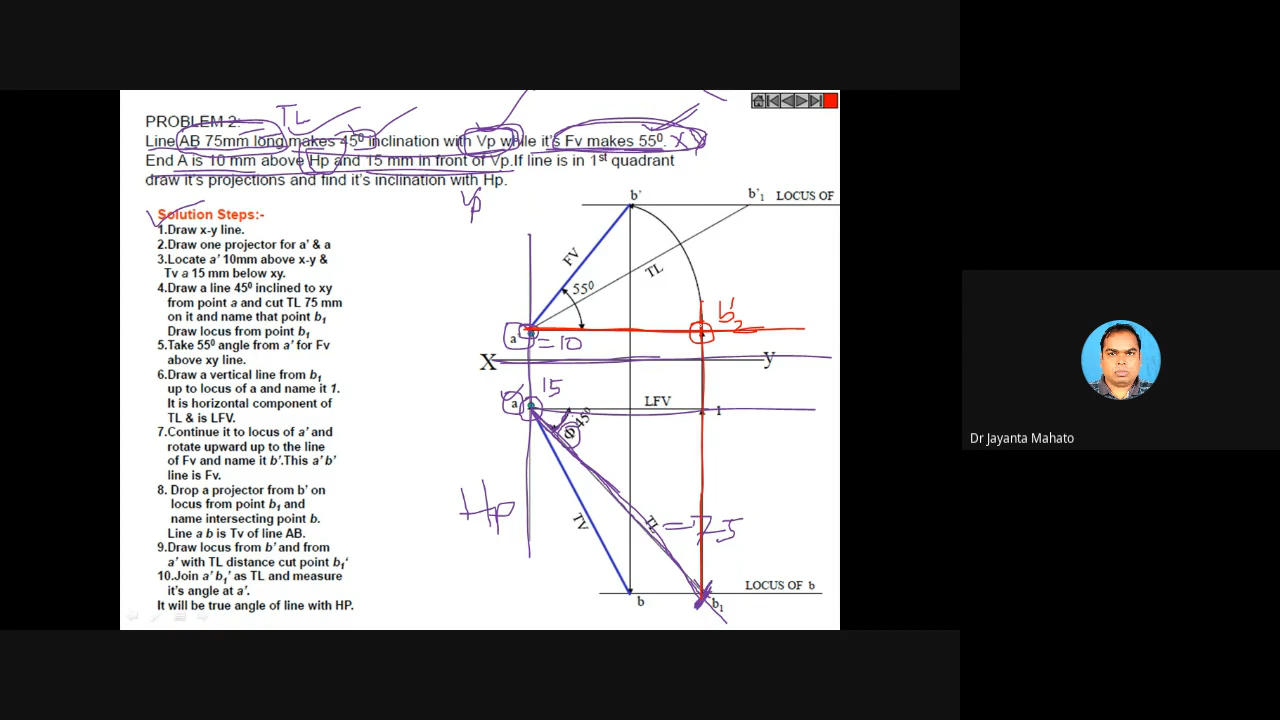 PROBLEM 2:
TL
Line AB 75mm long makes 45⁰ inclination with Vp while it's Fv makes 55⁰. XY
End A is 10 mm above Hp and 15 mm in front of Vp.If line is in 1st quadrant
draw it's projections and find it's inclination with Hp.
Vp
Solution Steps:-
1.Draw x-y line.
2.Draw one projector for a' & a
3.Locate a' 10mm above x-y &
Tv a 15 mm below xy.
4.Draw a line 45⁰ inclined to xy
from point a and cut TL 75 mm
on it and name that point b₁
Draw locus from point b₁
5.Take 55⁰ angle from a' for Fv
above xy line.
6.Draw a vertical line from b₁
up to locus of a and name it 1.
It is horizontal component of
TL & is LFV.
7.Continue it to locus of a' and
rotate upward up to the line
of Fv and name it b'.This a' b'
line is Fv.
8. Drop a projector from b' on
locus from point b₁ and
name intersecting point b.
Line a b is Tv of line AB.
9.Draw locus from b' and from
a' with TL distance cut point b₁'
10.Join a' b₁' as TL and measure
it's angle at a'.
It will be true angle of line with HP.
b'
b'₁
LOCUS OF
FV
TL
55⁰
b'₂
a'
= 10
X
y
15
a
LFV
1
Φ 45⁰
Hp
TV
TL
= 75
LOCUS OF b
b
b₁
Dr Jayanta Mahato